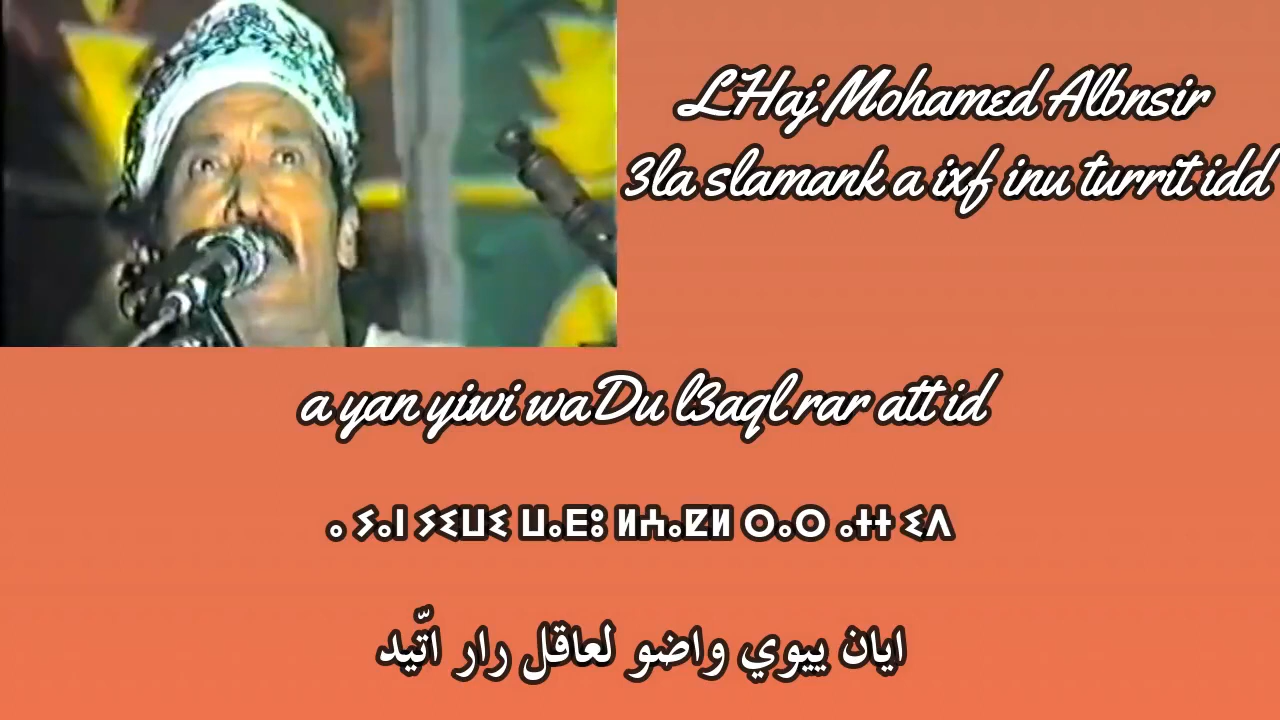 LHaj Mohamed Albnsir
3la slamank a ixf inu turrit idd
a yan yiwi waDu l3aql rar att id
ⴰ ⵢⴰⵏ ⵢⵉⵡⵉ ⵡⴰⴹⵓ ⵍⵄⴰⵇⵍ ⵔⴰⵔ ⴰⵜⵜ ⵉⴷ
ايان ييوي واضو لعاقل رار اتّيد